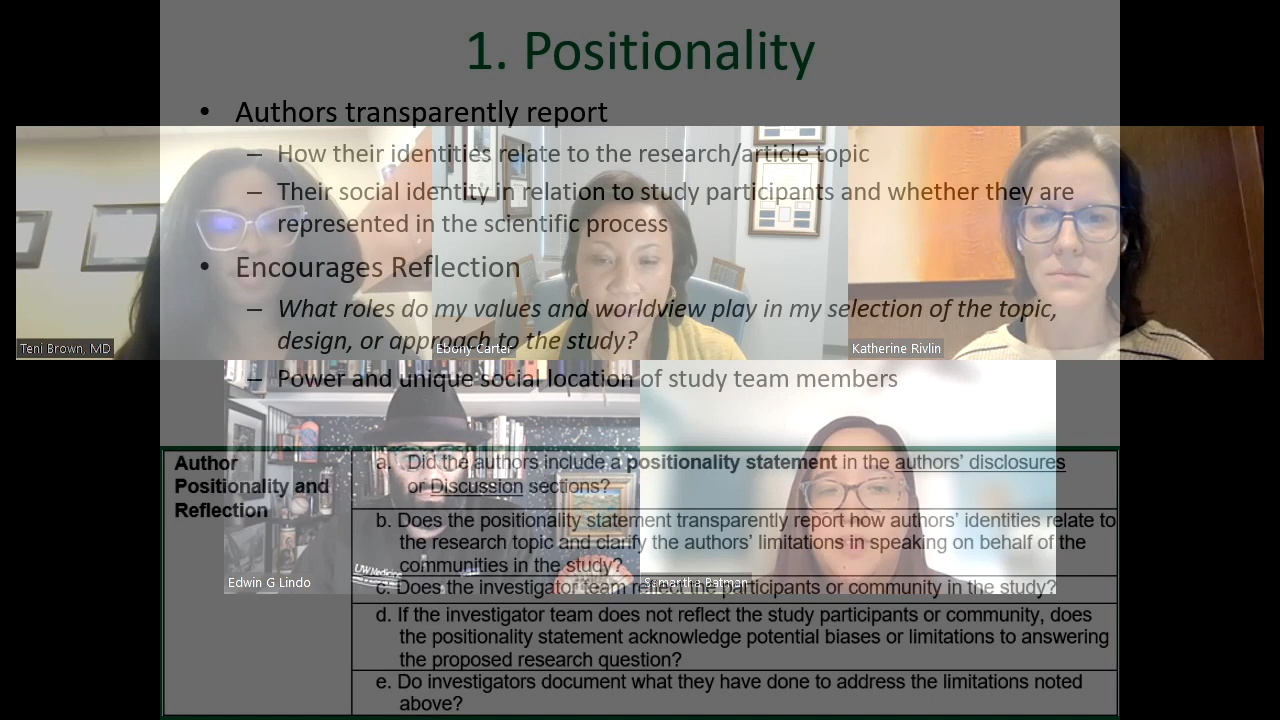 1. Positionality
• Authors transparently report
– How their identities relate to the research/article topic
– Their social identity in relation to study participants and whether they are
represented in the scientific process
• Encourages Reflection
– What roles do my values and worldview play in my selection of the topic,
design, or approach to the study?
– Power and unique social location of study team members
Teni Brown, MD
Ebony Carter
Katherine Rivlin
Author
Positionality and
Reflection
a. Did the authors include a positionality statement in the authors' disclosures
or Discussion sections?
b. Does the positionality statement transparently report how authors' identities relate to
the research topic and clarify the authors' limitations in speaking on behalf of the
communities in the study?
c. Does the investigator team reflect the participants or community in the study?
d. If the investigator team does not reflect the study participants or community, does
the positionality statement acknowledge potential biases or limitations to answering
the proposed research question?
e. Do investigators document what they have done to address the limitations noted
above?
Edwin G Lindo
UW Medicine
Samantha Batman